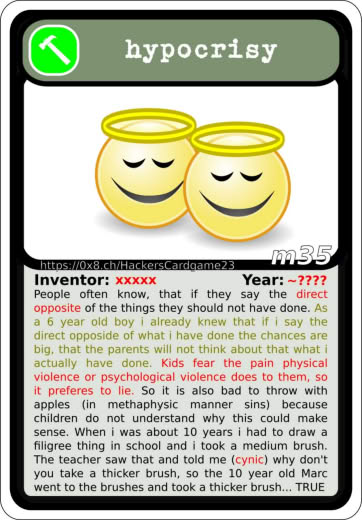 hypocrisy
m35
https://0x8.ch/HackersCardgame23
Inventor: xxxxx Year: ~????
People often know, that if they say the direct
opposite of the things they should not have done. As
a 6 year old boy i already knew that if i say the
direct opposide of what i have done the chances are
big, that the parents will not think about that what i
actually have done. Kids fear the pain physical
violence or psychological violence does to them, so
it preferes to lie. So it is also bad to throw with
apples (in metaphysic manner sins) because
children do not understand why this could make
sense. When i was about 10 years i had to draw a
filigree thing in school and i took a medium brush.
The teacher saw that and told me (cynic) why don't
you take a thicker brush, so the 10 year old Marc
went to the brushes and took a thicker brush... TRUE